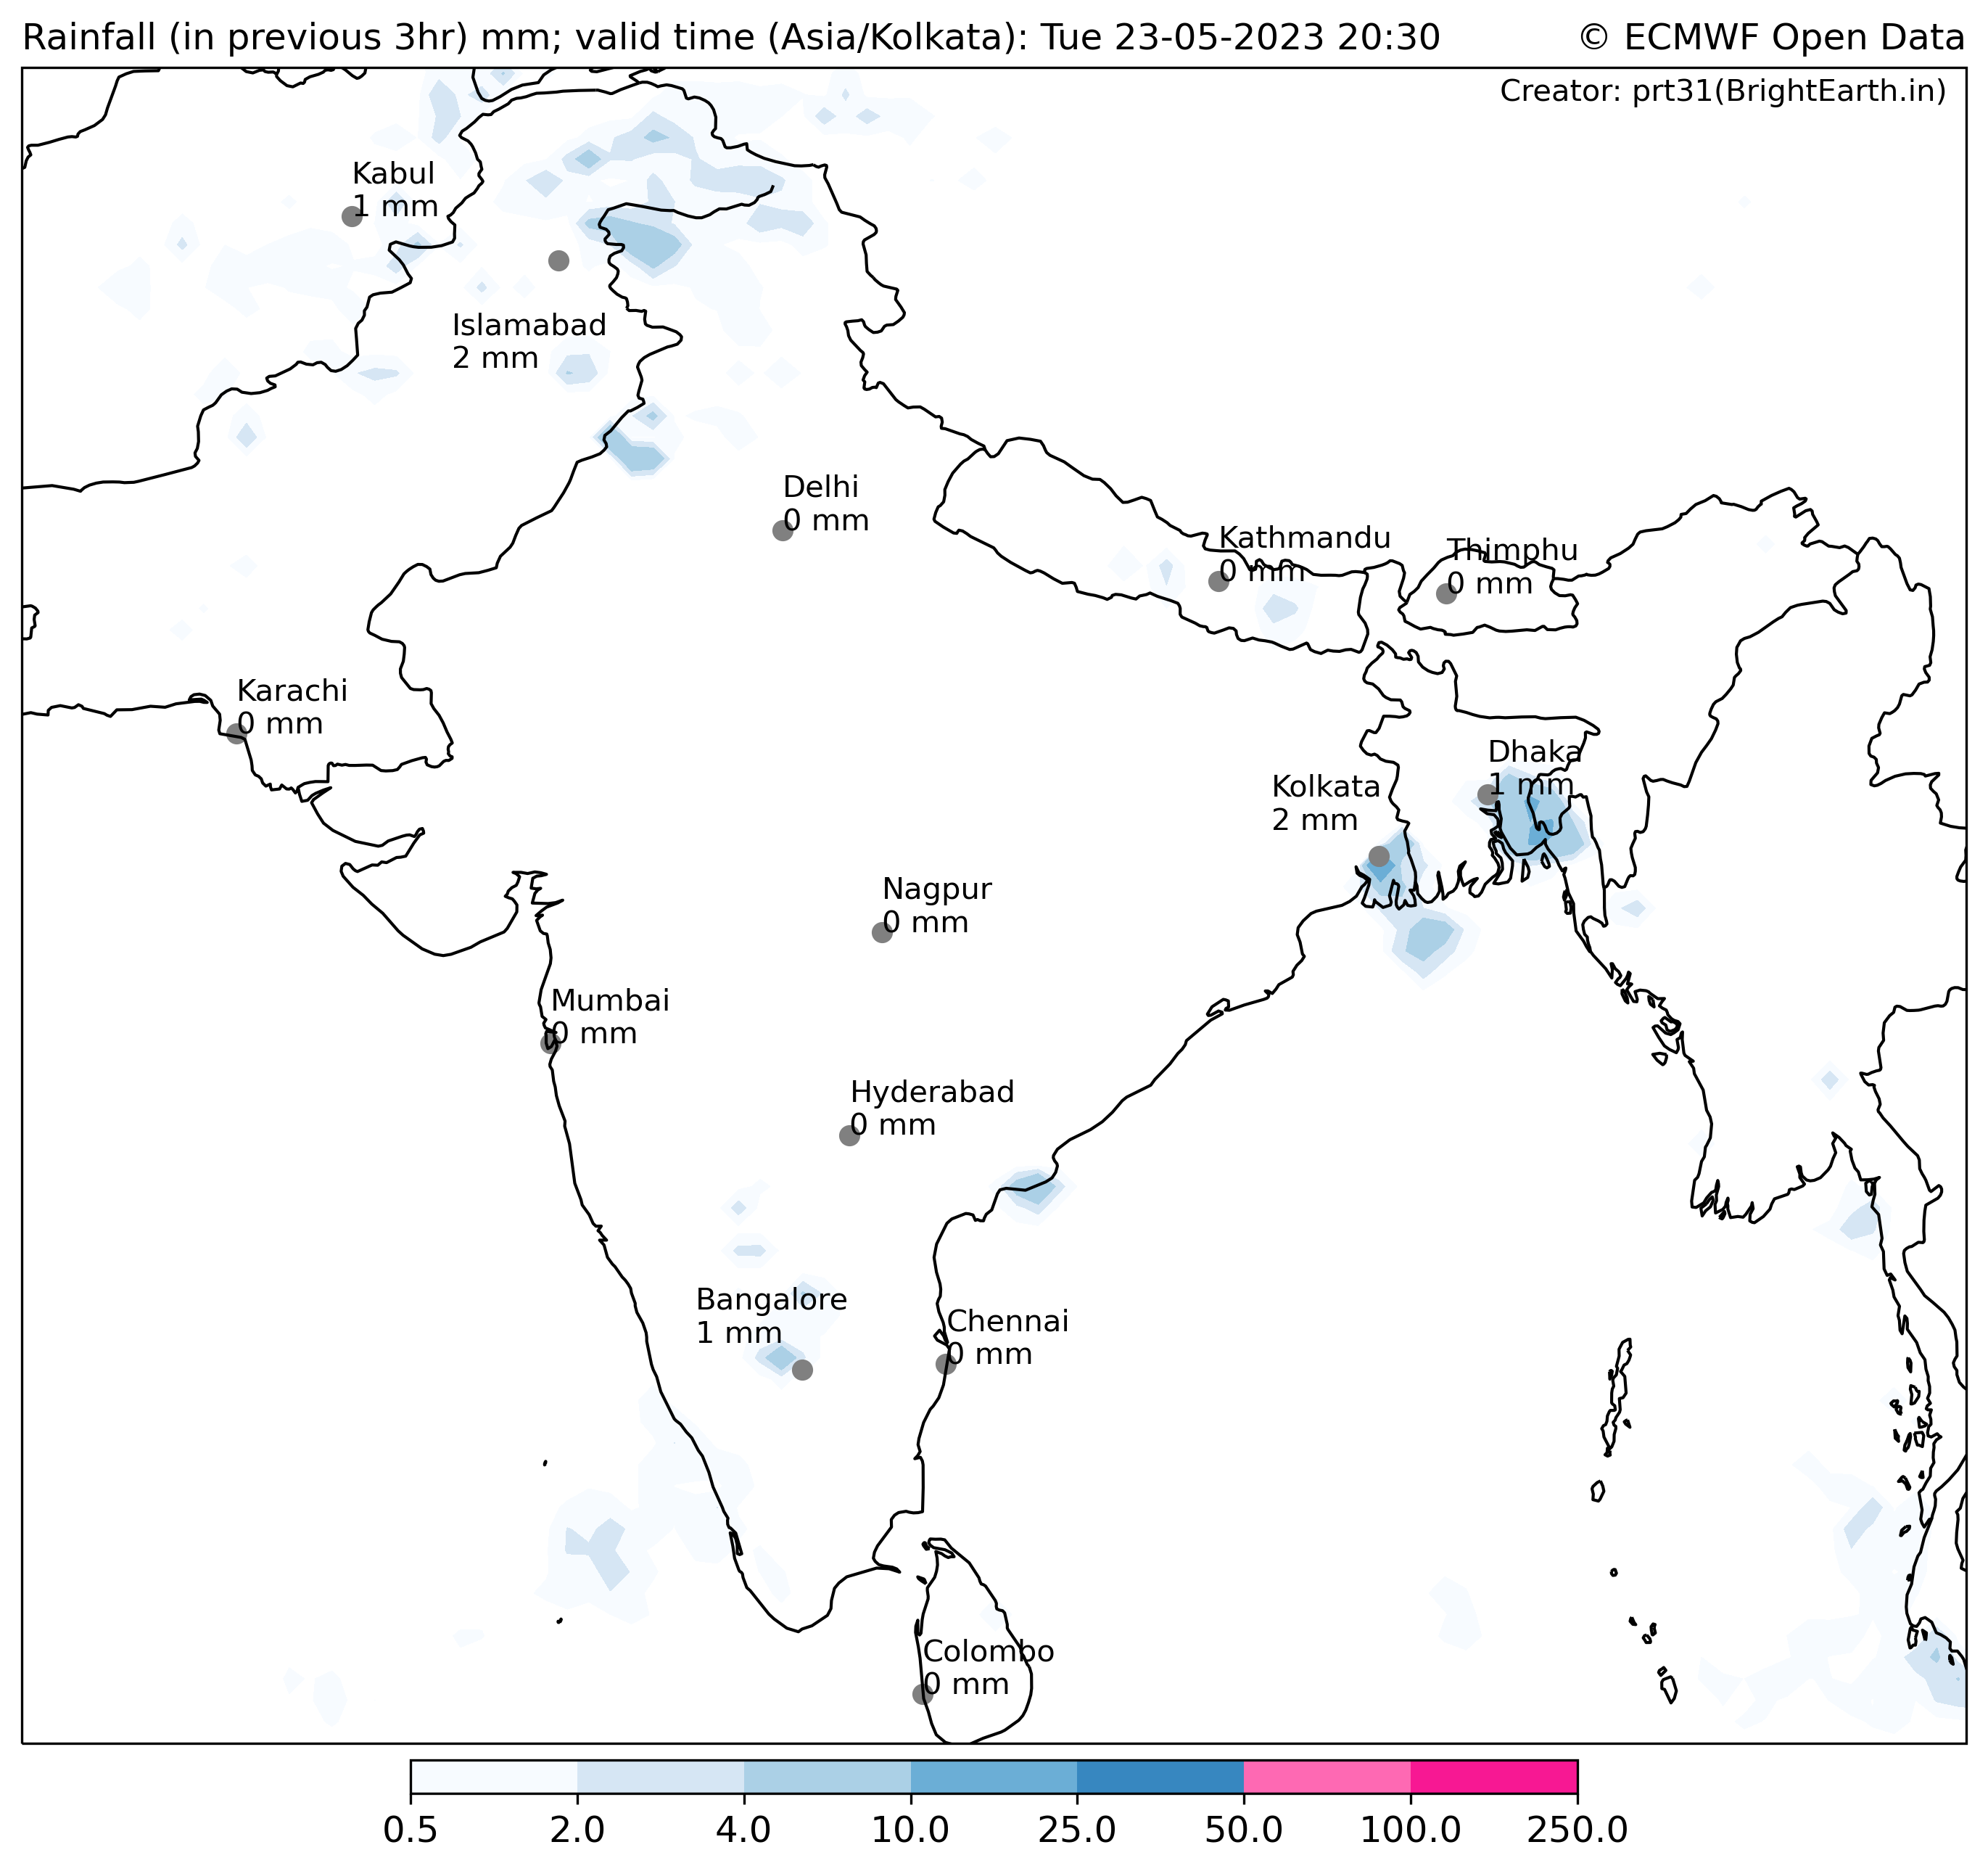 Rainfall (in previous 3hr) mm; valid time (Asia/Kolkata): Tue 23-05-2023 20:30
© ECMWF Open Data
Creator: prt31(BrightEarth.in)
Kabul
1 mm
Islamabad
2 mm
Delhi
0 mm
Kathmandu
0 mm
Thimphu
0 mm
Karachi
0 mm
Dhaka
1 mm
Kolkata
2 mm
Nagpur
0 mm
Mumbai
0 mm
Hyderabad
0 mm
Bangalore
1 mm
Chennai
0 mm
Colombo
0 mm
0.5 2.0 4.0 10.0 25.0 50.0 100.0 250.0